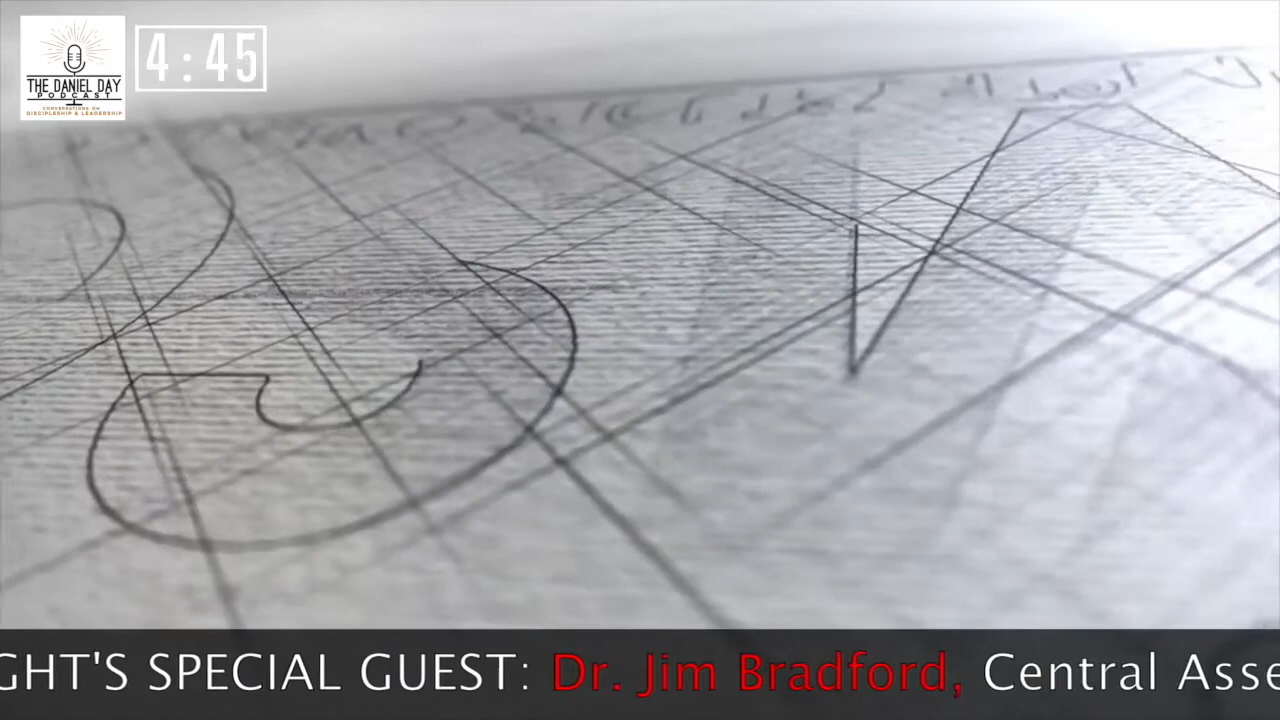 THE DANIEL DAY
PODCAST
CONVERSATIONS ON
DISCIPLESHIP & LEADERSHIP
4:45
GHT'S SPECIAL GUEST: Dr. Jim Bradford, Central Asse